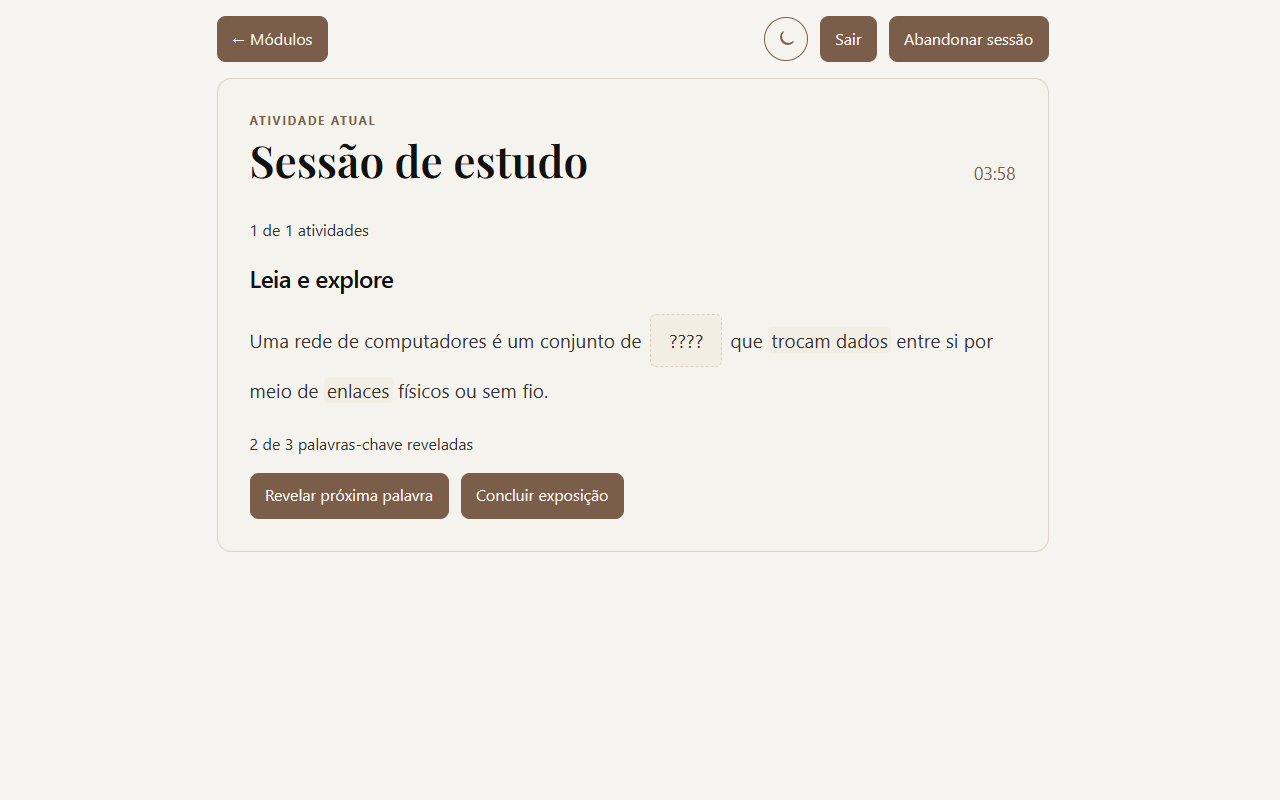 ← Módulos
Sair
Abandonar sessão
ATIVIDADE ATUAL
Sessão de estudo
03:58
1 de 1 atividades
Leia e explore
Uma rede de computadores é um conjunto de ???? que trocam dados entre si por
meio de enlaces físicos ou sem fio.
2 de 3 palavras-chave reveladas
Revelar próxima palavra
Concluir exposição